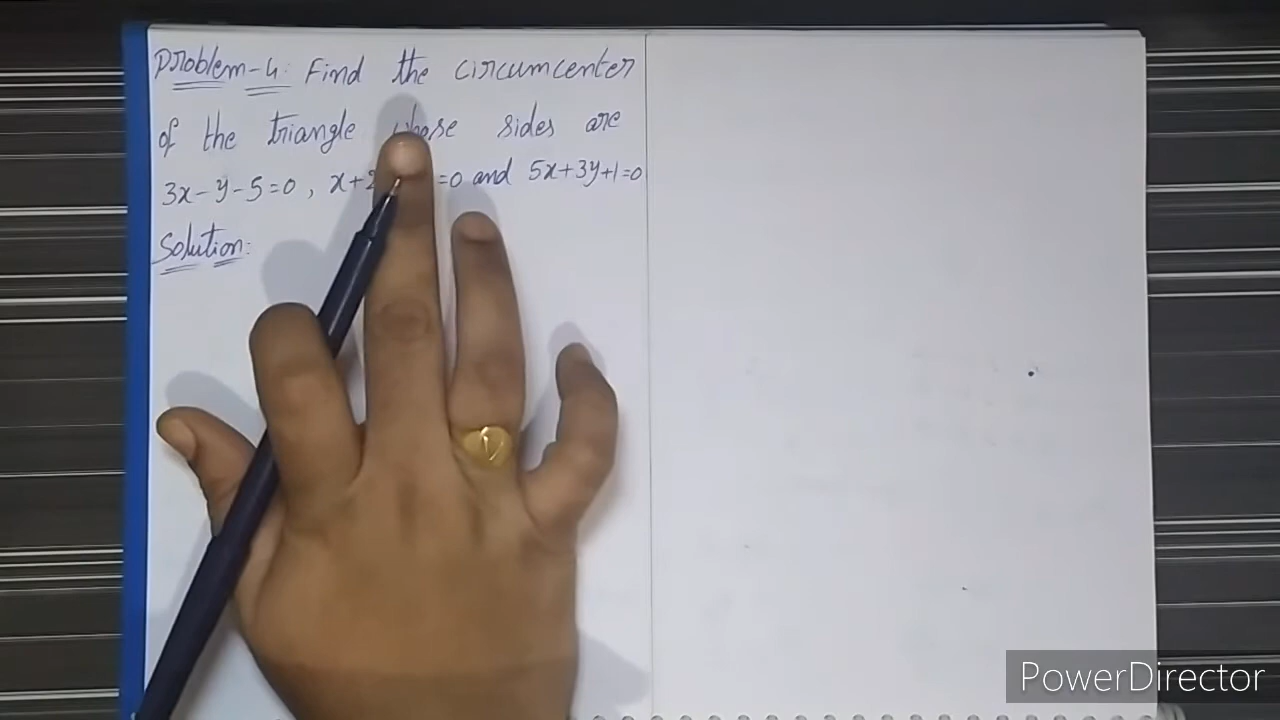 Problem-4: Find the circumcenter
of the triangle whose sides are
3x-y-5=0, x+2 =0 and 5x+3y+1=0
Solution:
PowerDirector